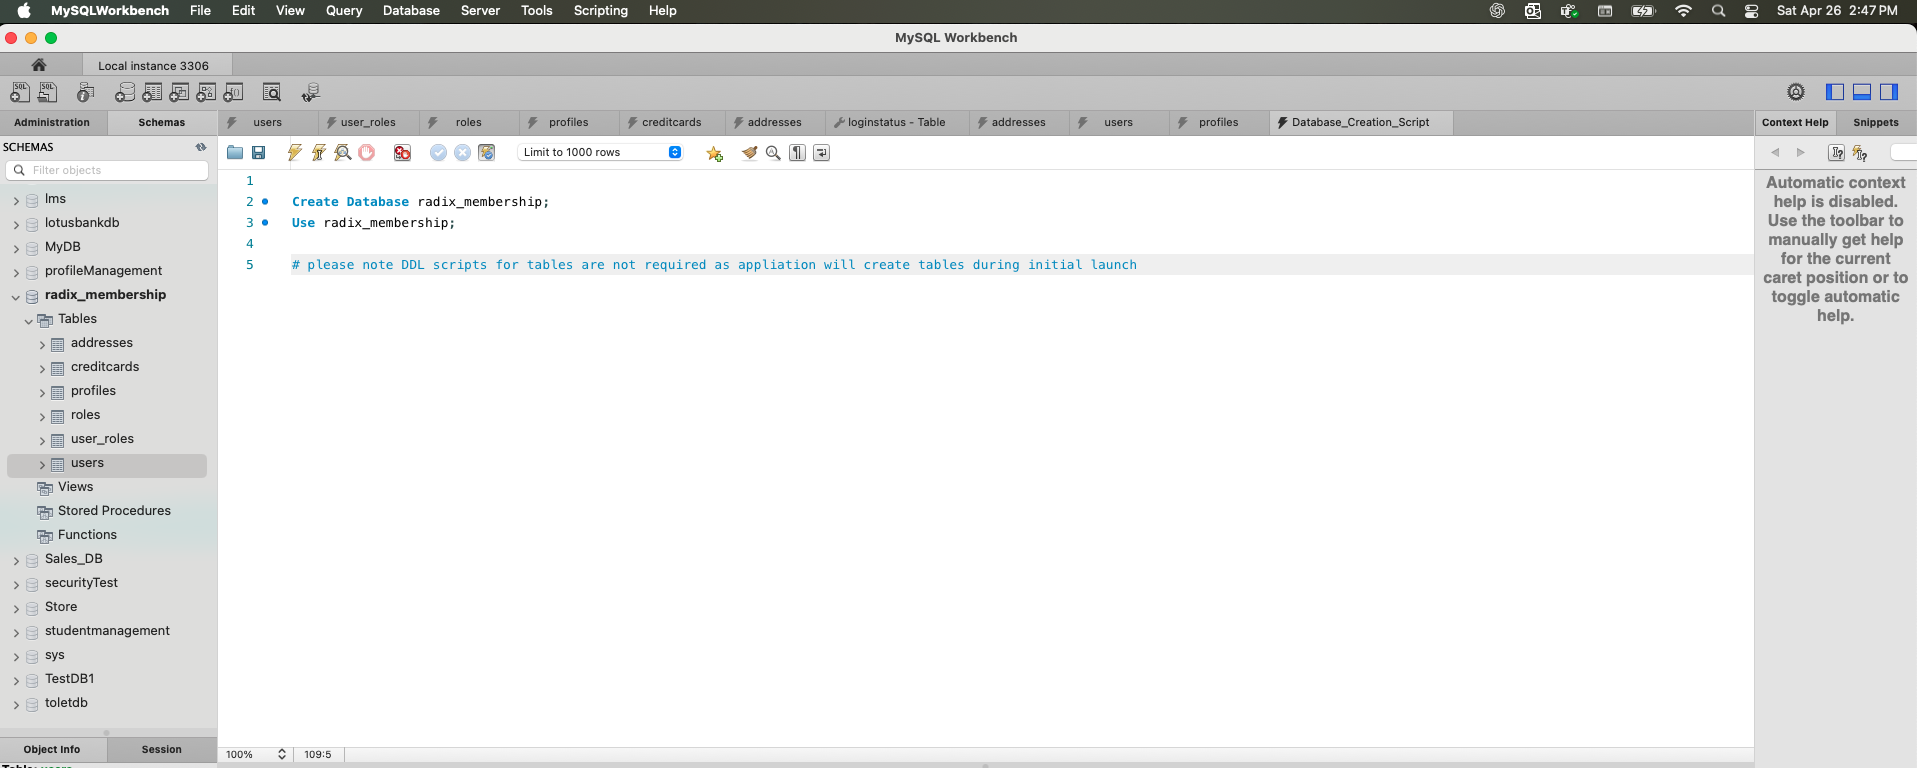 MySQLWorkbench File Edit View Query Database Server Tools Scripting Help Sat Apr 26 2:47 PM
MySQL Workbench
Local instance 3306
Administration Schemas users user_roles roles profiles creditcards addresses loginstatus - Table addresses users profiles Database_Creation_Script Context Help Snippets
SCHEMAS
Limit to 1000 rows
Filter objects
lms
lotusbankdb
MyDB
profileManagement
radix_membership
Tables
addresses
creditcards
profiles
roles
user_roles
users
Views
Stored Procedures
Functions
Sales_DB
securityTest
Store
studentmanagement
sys
TestDB1
toletdb
Object Info Session
1
2 Create Database radix_membership;
3 Use radix_membership;
4
5 # please note DDL scripts for tables are not required as appliation will create tables during initial launch
100% 109:5
Automatic context
help is disabled.
Use the toolbar to
manually get help
for the current
caret position or to
toggle automatic
help.